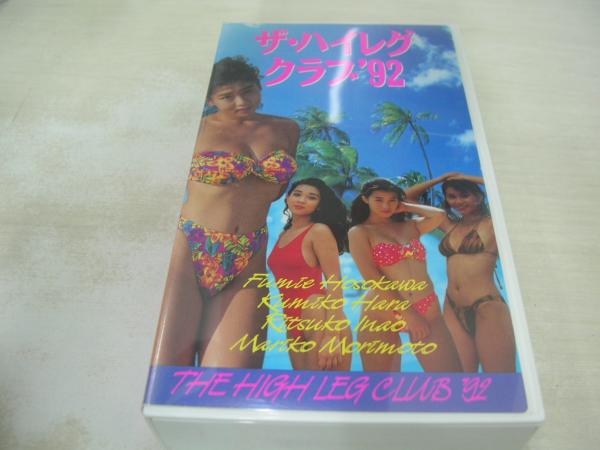 ザ・ハイレグ
クラブ'92
Fumie Hosokawa
Kumiko Hara
Ritsuko Inao
Mariko Morimoto
THE HIGH LEG CLUB '92